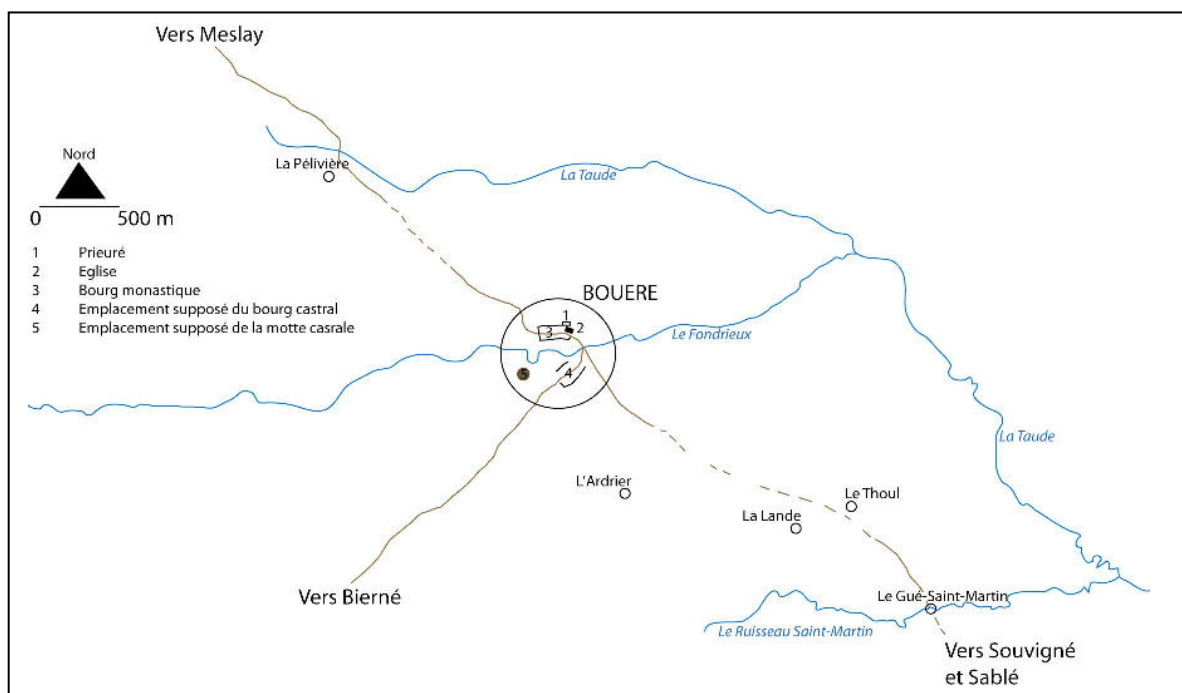 Vers Meslay
Nord
0 500 m
La Pélivière
La Taude
1 Prieuré
2 Eglise
3 Bourg monastique
4 Emplacement supposé du bourg castral
5 Emplacement supposé de la motte casrale
BOUERE
1
3 2
Le Fondrieux
5 4
La Taude
L'Ardrier
Le Thoul
La Lande
Vers Bierné
Le Gué-Saint-Martin
Le Ruisseau Saint-Martin
Vers Souvigné
et Sablé